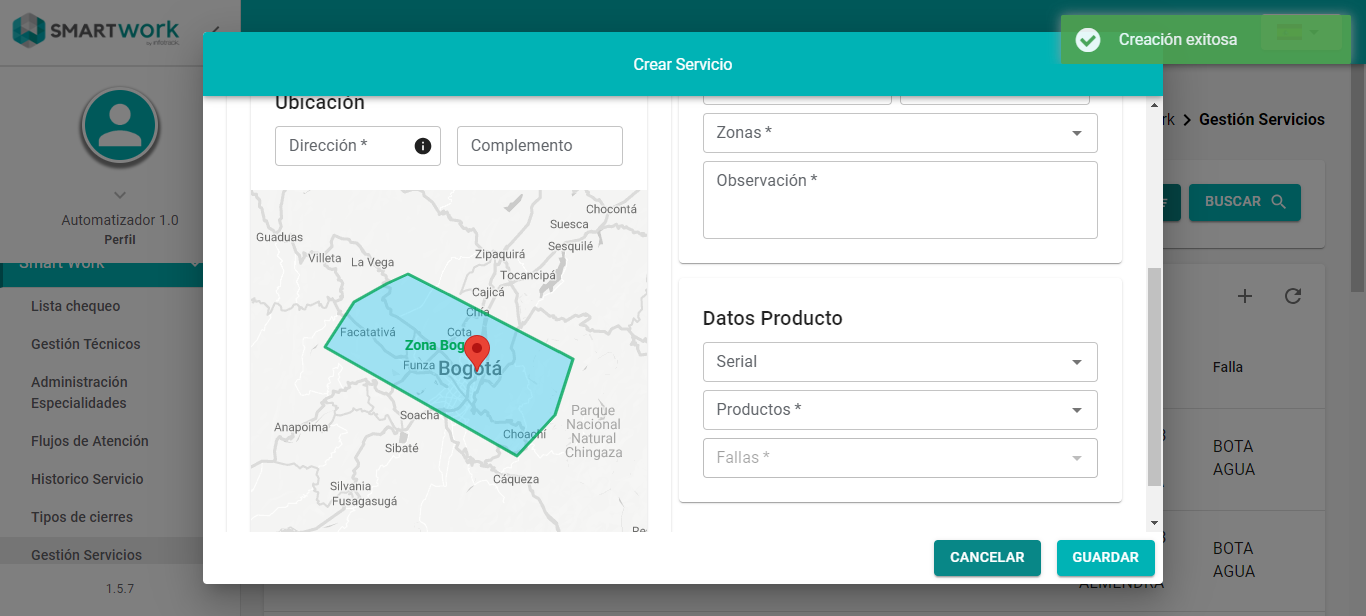 SMARTWORK
by infotrack
Creación exitosa
Crear Servicio
Automatizador 1.0
Perfil
Smart Work
Lista chequeo
Gestión Técnicos
Administración
Especialidades
Flujos de Atención
Historico Servicio
Tipos de cierres
Gestión Servicios
1.5.7
Ubicación
Dirección *
Complemento
Chocontá
Suesca
Guaduas
Sesquilé
Villeta
La Vega
Zipaquirá
Tocancipá
Cajicá
Chía
Facatativá
Cota
Zona Bog
Funza
Bogotá
Soacha
Parque
Nacional
Natural
Chingaza
Anapoima
Choachí
Sibaté
Cáqueza
Silvania
Fusagasugá
Zonas *
Observación *
Datos Producto
Serial
Productos *
Fallas *
CANCELAR
GUARDAR
rk > Gestión Servicios
BUSCAR
Falla
BOTA
AGUA
BOTA
AGUA
ALMENDRA